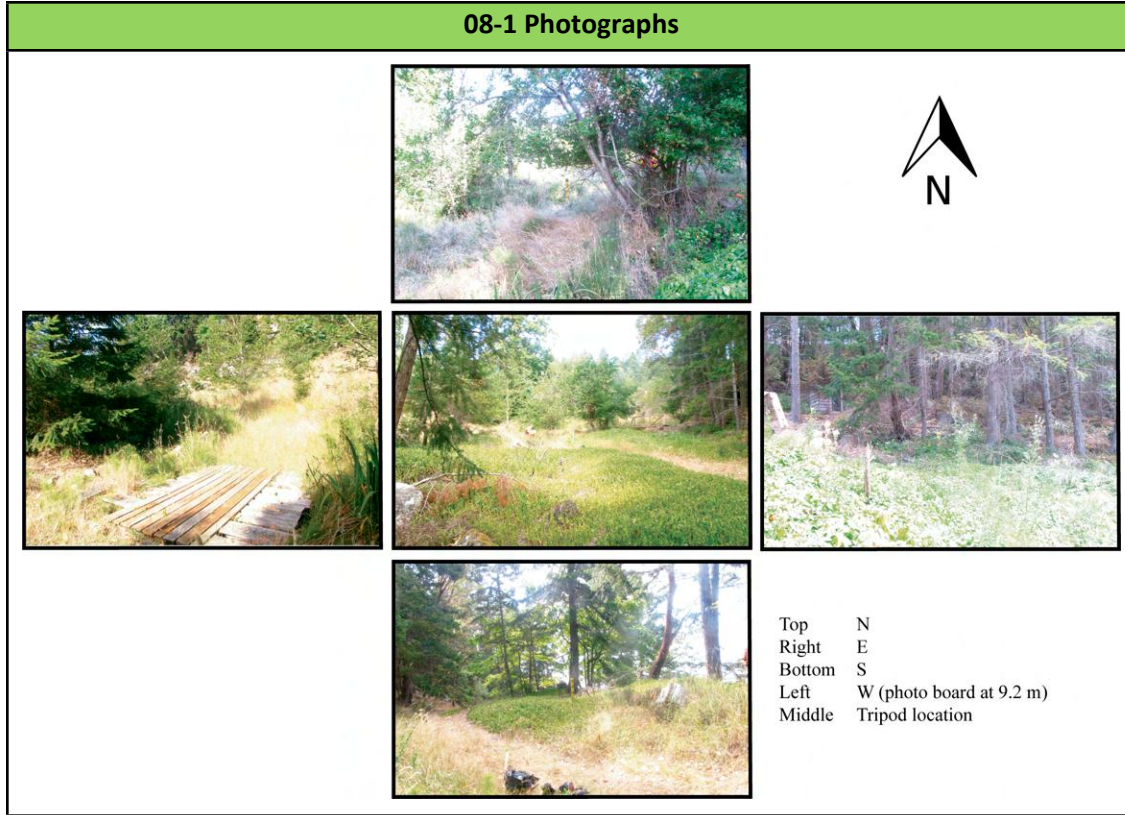 08-1 Photographs
N
Top N
Right E
Bottom S
Left W (photo board at 9.2 m)
Middle Tripod location